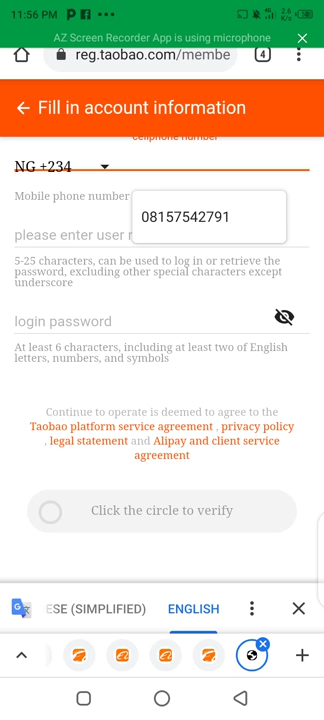 11:56 PM
2.6
K/s
AZ Screen Recorder App is using microphone
reg.taobao.com/membe
4
Fill in account information
cellphone number
NG +234
Mobile phone number
08157542791
please enter user
5-25 characters, can be used to log in or retrieve the
password, excluding other special characters except
underscore
login password
At least 6 characters, including at least two of English
letters, numbers, and symbols
Continue to operate is deemed to agree to the
Taobao platform service agreement , privacy policy
, legal statement and Alipay and client service
agreement
Click the circle to verify
ESE (SIMPLIFIED)
ENGLISH